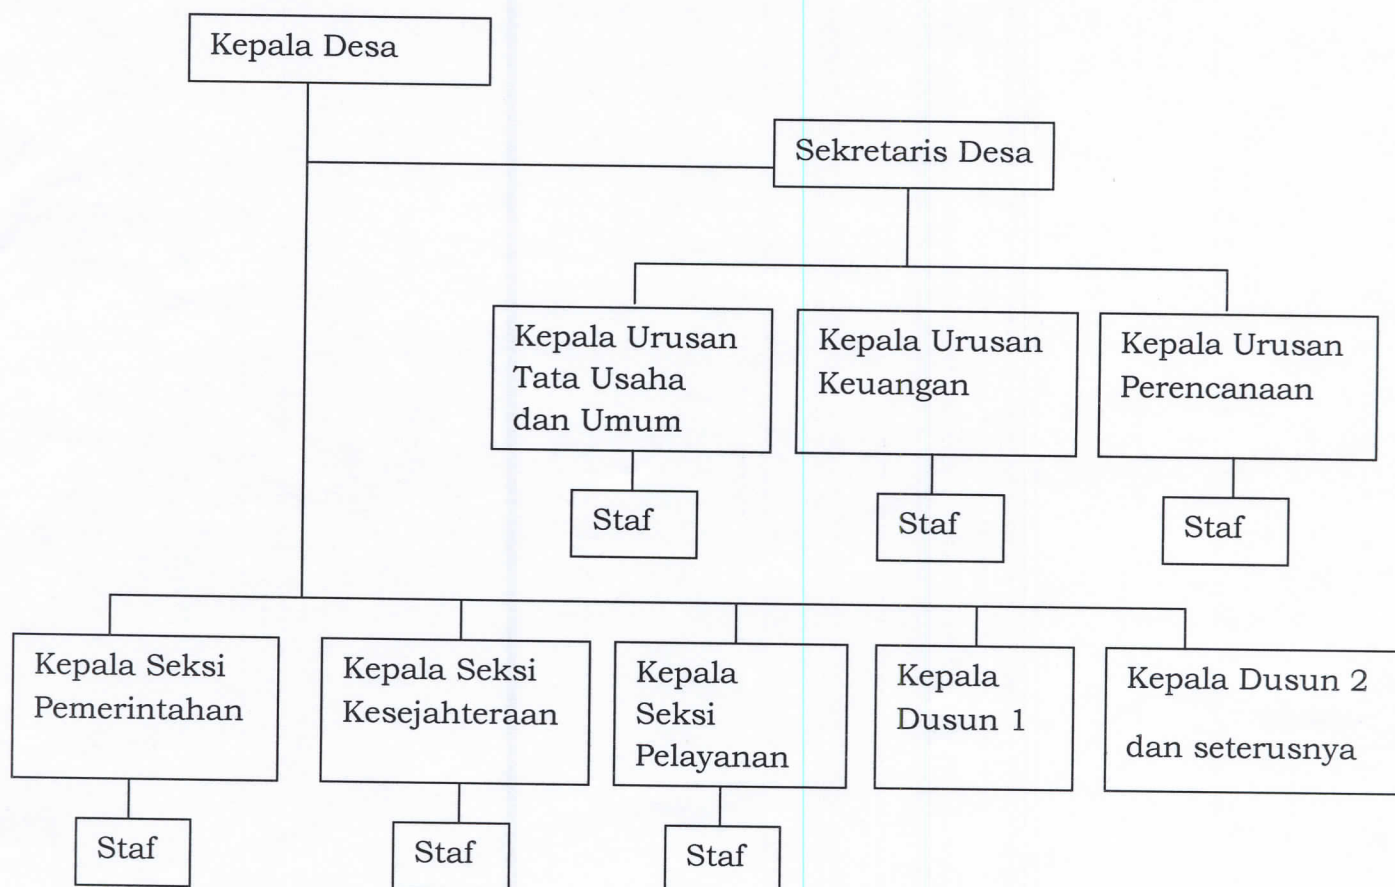 Kepala Desa
Sekretaris Desa
Kepala Urusan
Tata Usaha
dan Umum
Kepala Urusan
Keuangan
Kepala Urusan
Perencanaan
Staf
Staf
Staf
Kepala Seksi
Pemerintahan
Kepala Seksi
Kesejahteraan
Kepala
Seksi
Pelayanan
Kepala
Dusun 1
Kepala Dusun 2
dan seterusnya
Staf
Staf
Staf